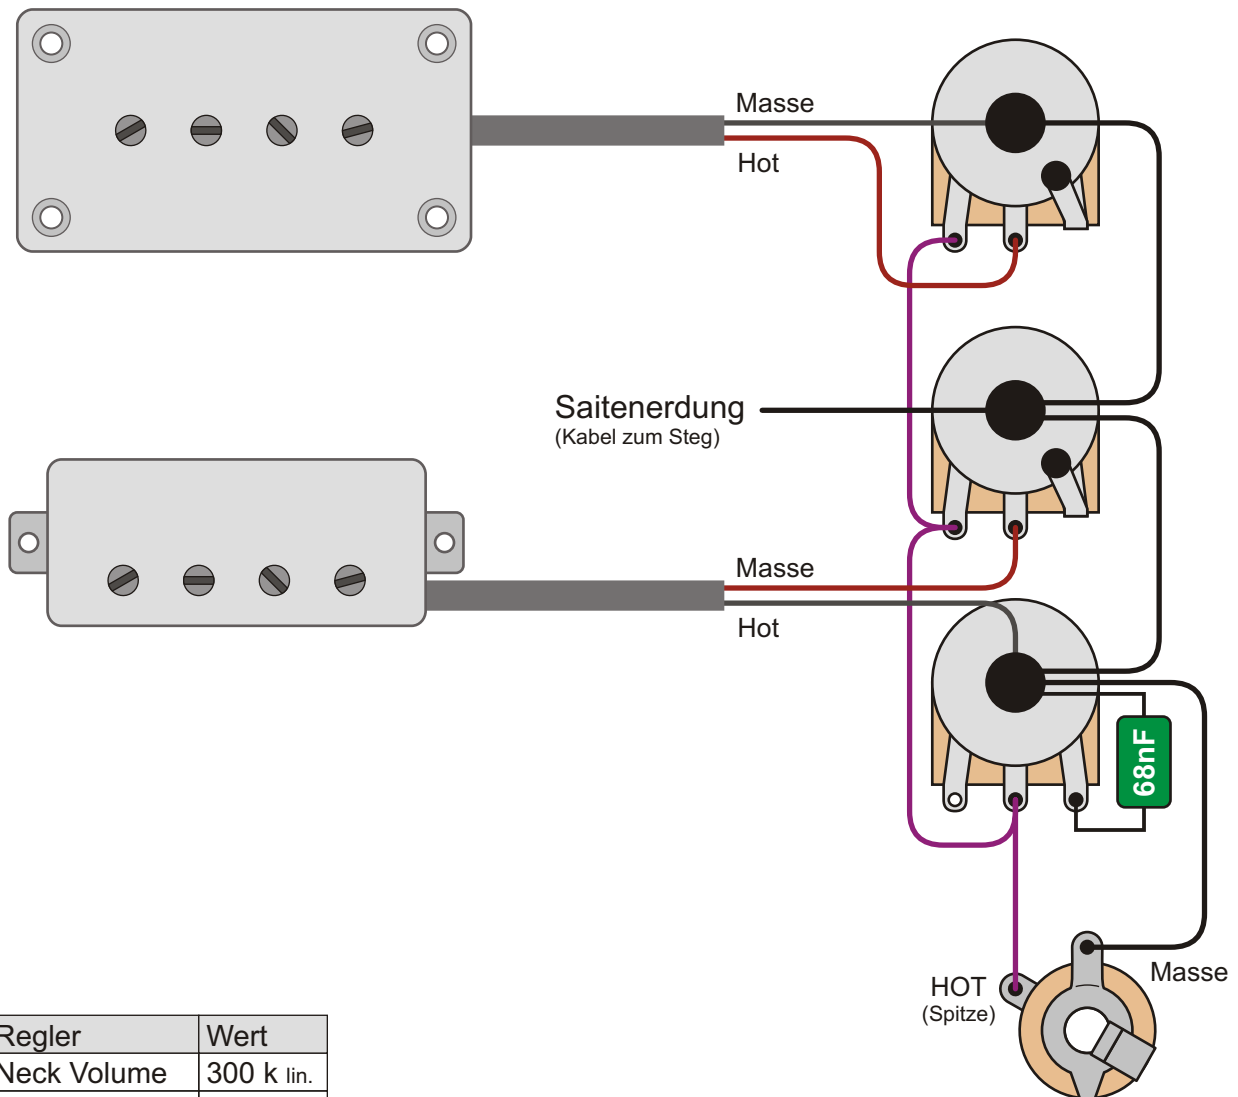 Masse
Hot
Saitenerdung
(Kabel zum Steg)
Masse
Hot
68nF
HOT
(Spitze)
Masse
Regler Wert
Neck Volume 300 k lin.